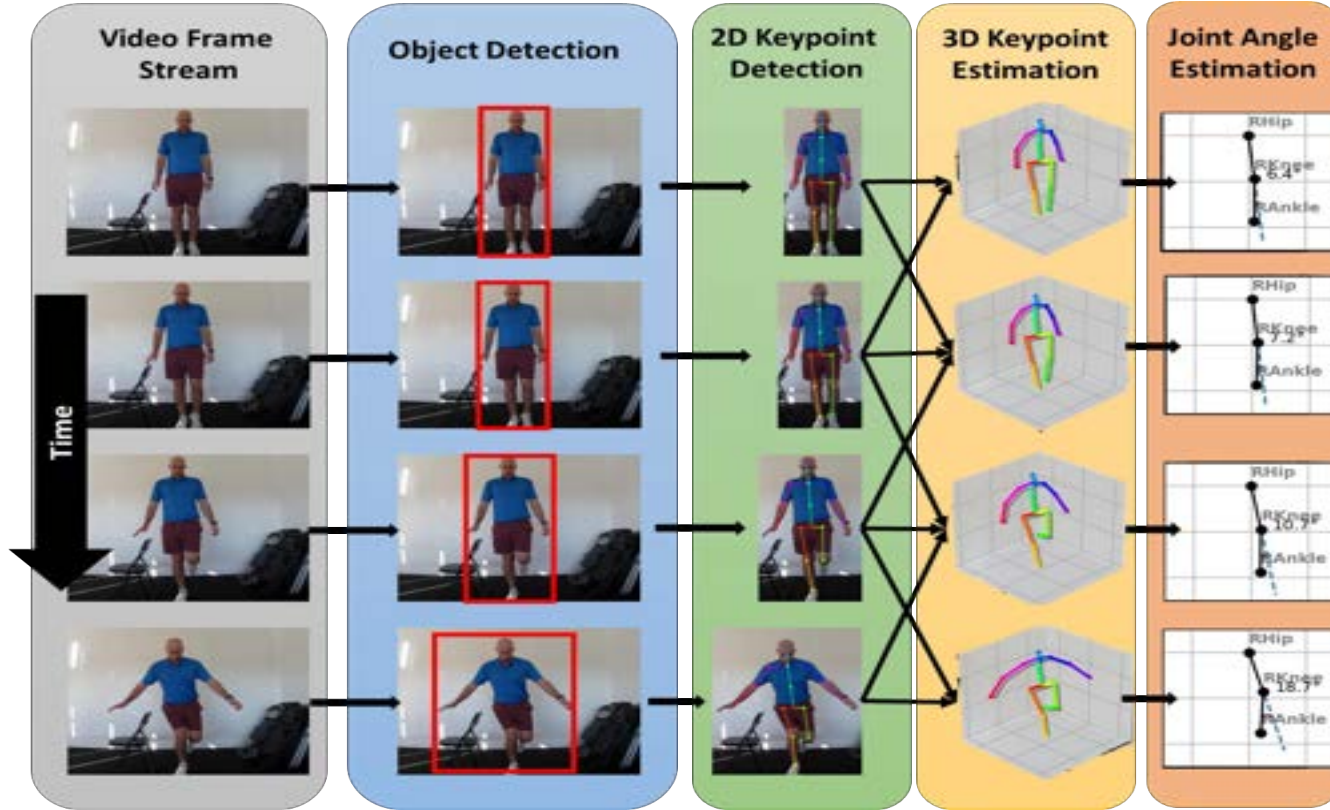 Video Frame
Stream
Object Detection
2D Keypoint
Detection
3D Keypoint
Estimation
Joint Angle
Estimation
Time
RHip
RKnee
6.4°
RAnkle
RHip
RKnee
7.2°
RAnkle
RHip
RKnee
10.7°
RAnkle
RHip
RKnee
18.7°
RAnkle